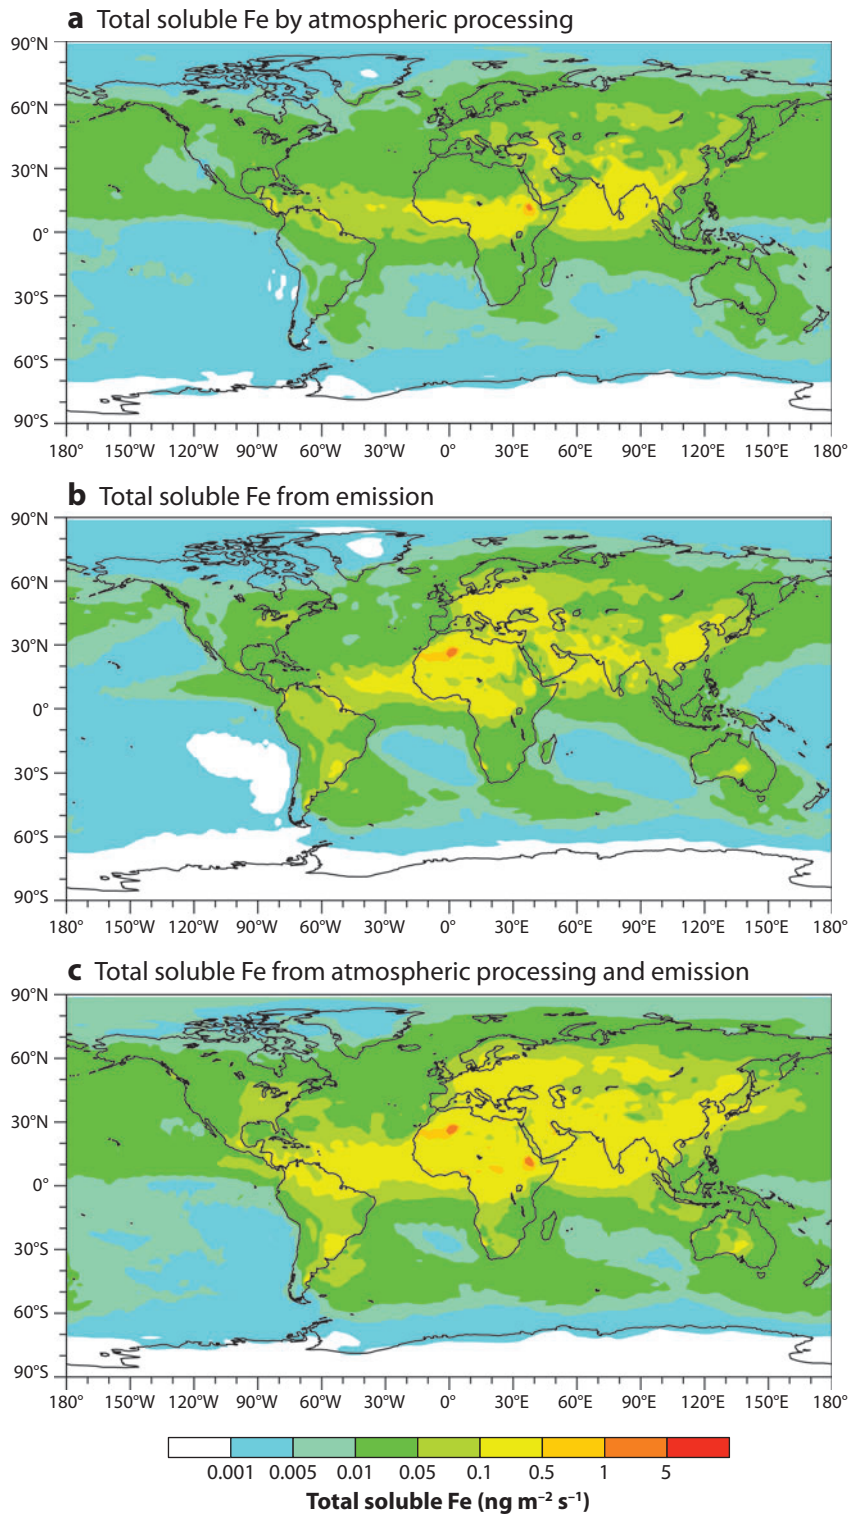 a Total soluble Fe by atmospheric processing
90°N
60°N
30°N
0°
30°S
60°S
90°S
180° 150°W 120°W 90°W 60°W 30°W 0° 30°E 60°E 90°E 120°E 150°E 180°
b Total soluble Fe from emission
90°N
60°N
30°N
0°
30°S
60°S
90°S
180° 150°W 120°W 90°W 60°W 30°W 0° 30°E 60°E 90°E 120°E 150°E 180°
c Total soluble Fe from atmospheric processing and emission
90°N
60°N
30°N
0°
30°S
60°S
90°S
180° 150°W 120°W 90°W 60°W 30°W 0° 30°E 60°E 90°E 120°E 150°E 180°
0.001 0.005 0.01 0.05 0.1 0.5 1 5
Total soluble Fe (ng m⁻² s⁻¹)